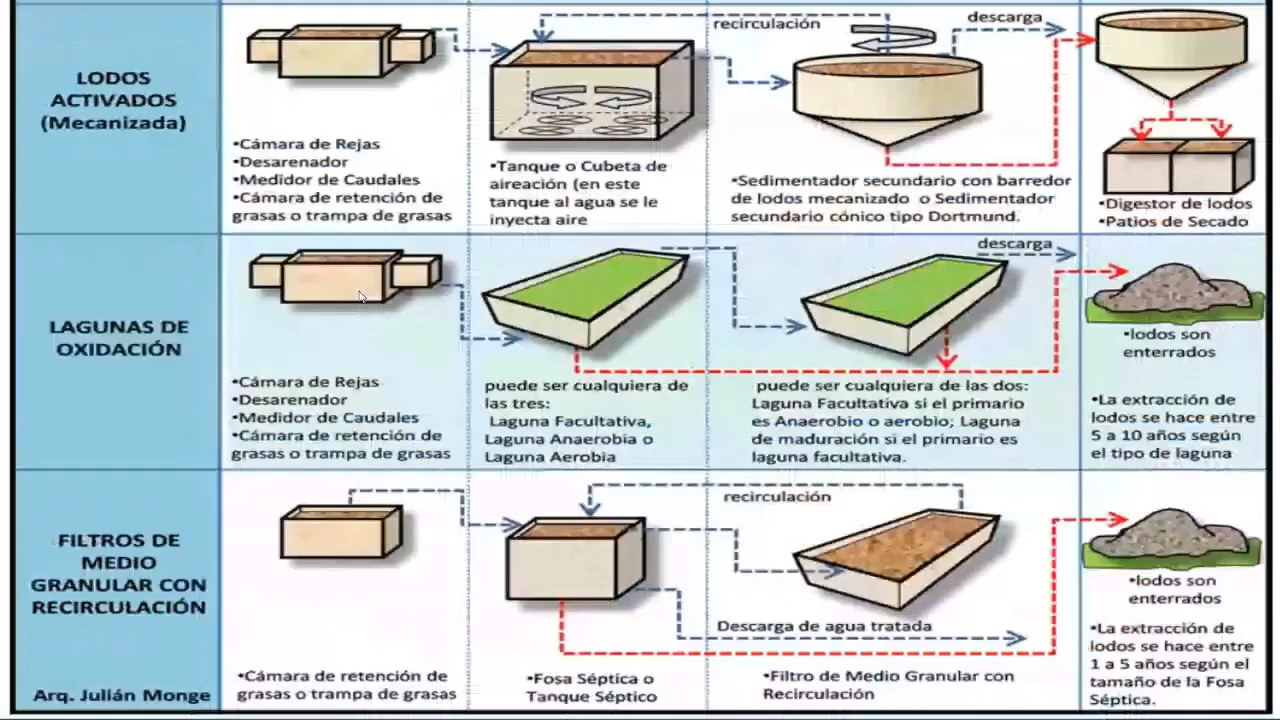 LODOS
ACTIVADOS
(Mecanizada)
•Cámara de Rejas
•Desarenador
•Medidor de Caudales
•Cámara de retención de
grasas o trampa de grasas
•Tanque o Cubeta de
aireación (en este
tanque al agua se le
inyecta aire
recirculación
descarga
•Sedimentador secundario con barredor
de lodos mecanizado o Sedimentador
secundario cónico tipo Dortmund.
•Digestor de lodos
•Patios de Secado
LAGUNAS DE
OXIDACIÓN
•Cámara de Rejas
•Desarenador
•Medidor de Caudales
•Cámara de retención de
grasas o trampa de grasas
puede ser cualquiera de
las tres:
Laguna Facultativa,
Laguna Anaerobia o
Laguna Aerobia
descarga
puede ser cualquiera de las dos:
Laguna Facultativa si el primario
es Anaerobio o aerobio; Laguna
de maduración si el primario es
laguna facultativa.
•lodos son
enterrados
•La extracción de
lodos se hace entre
5 a 10 años según
el tipo de laguna
FILTROS DE
MEDIO
GRANULAR CON
RECIRCULACIÓN
Arq. Julián Monge
•Cámara de retención de
grasas o trampa de grasas
•Fosa Séptica o
Tanque Séptico
recirculación
Descarga de agua tratada
•Filtro de Medio Granular con
Recirculación
•lodos son
enterrados
•La extracción de
lodos se hace entre
1 a 5 años según el
tamaño de la Fosa
Séptica.